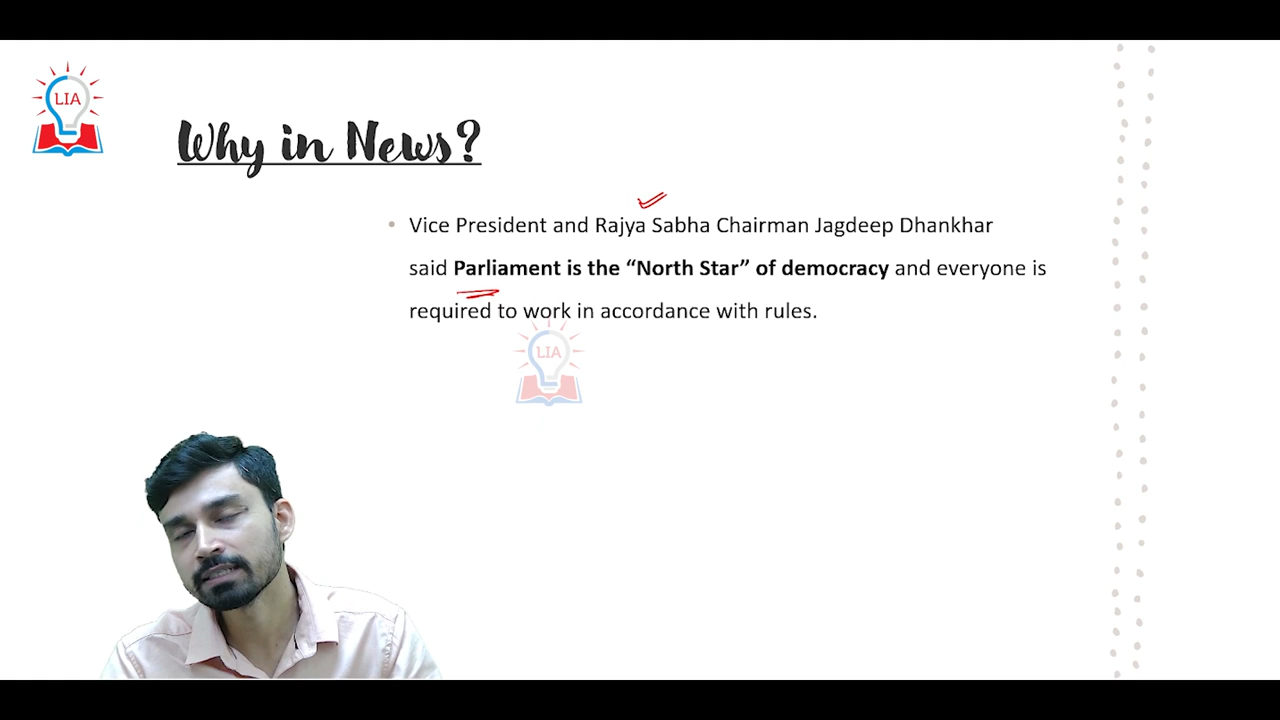 LIA
Why in News?
• Vice President and Rajya Sabha Chairman Jagdeep Dhankhar
said Parliament is the “North Star” of democracy and everyone is
required to work in accordance with rules.
LIA